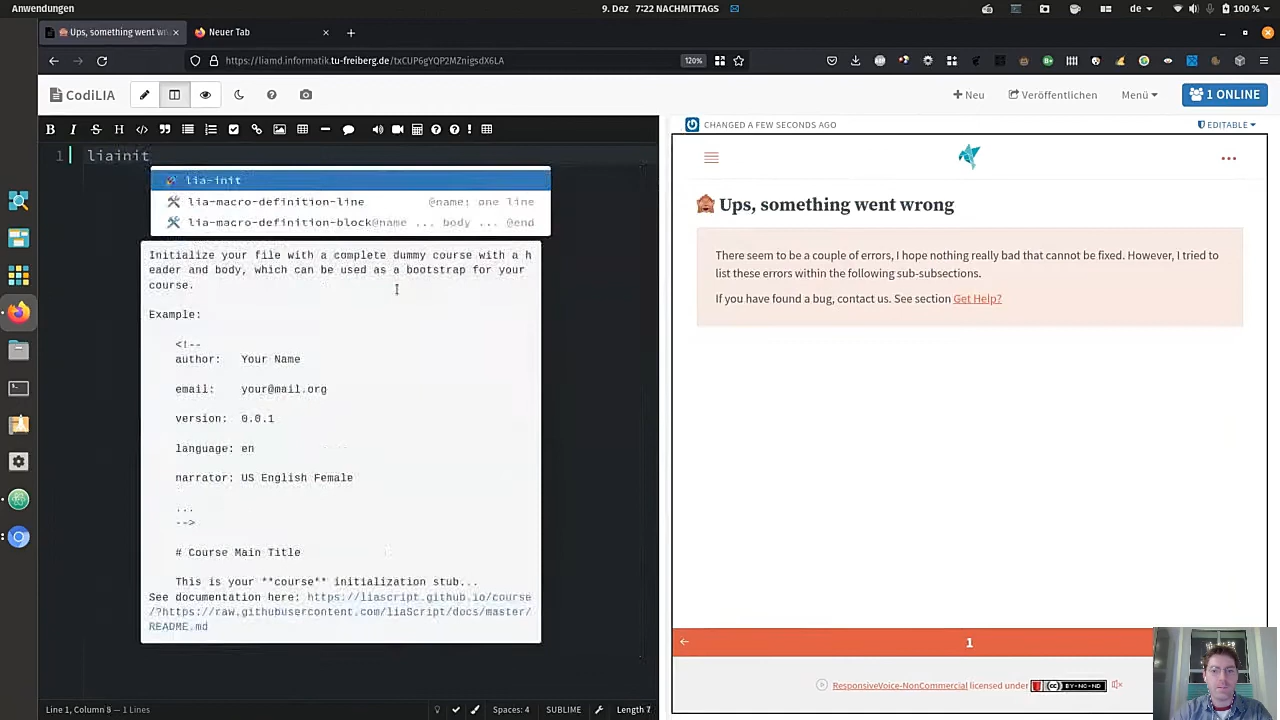 Anwendungen
9. Dez 7:22 NACHMITTAGS
de
100 %
Ups, something went wr
Neuer Tab
https://liamd.informatik.tu-freiberg.de/txCUP6gYQP2MZnigsdX6LA
120%
CodiLIA
Neu
Veröffentlichen
Menü
1 ONLINE
B I S H
CHANGED A FEW SECONDS AGO
EDITABLE
1 liainit
lia-init
lia-macro-definition-line @name: one line
lia-macro-definition-block @name ... body ... @end
Initialize your file with a complete dummy course with a h
eader and body, which can be used as a bootstrap for your
course.
Example:
<!--
author: Your Name
email: your@mail.org
version: 0.0.1
language: en
narrator: US English Female
...
-->
# Course Main Title
This is your **course** initialization stub...
See documentation here: https://liascript.github.io/course
/?https://raw.githubusercontent.com/liaScript/docs/master/
README.md
Ups, something went wrong
There seem to be a couple of errors, I hope nothing really bad that cannot be fixed. However, I tried to
list these errors within the following sub-subsections.
If you have found a bug, contact us. See section Get Help?
1
ResponsiveVoice-NonCommercial licensed under
cc BY-NC-ND
Line 1, Column 8 — 1 Lines
Spaces: 4
SUBLIME
Length 7